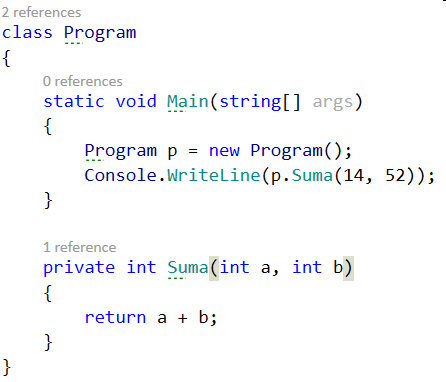 2 references
class Program
{
0 references
static void Main(string[] args)
{
Program p = new Program();
Console.WriteLine(p.Suma(14, 52));
}
1 reference
private int Suma(int a, int b)
{
return a + b;
}
}